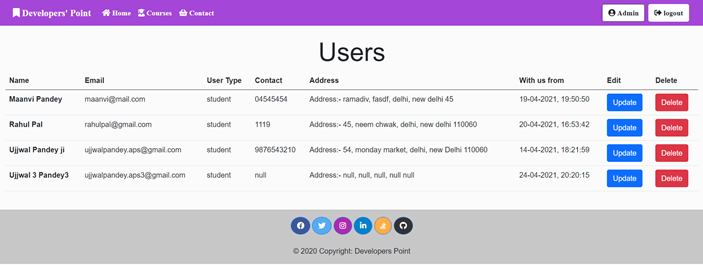 Developers' Point Home Courses Contact Admin logout
Users
Name Email User Type Contact Address With us from Edit Delete
Maanvi Pandey maanvi@mail.com student 04545454 Address:- ramadiv, fasdf, delhi, new delhi 45 19-04-2021, 19:50:50 Update Delete
Rahul Pal rahulpal@gmail.com student 1119 Address:- 45, neem chwak, delhi, new delhi 110060 20-04-2021, 16:53:42 Update Delete
Ujjwal Pandey ji ujjwalpandey.aps@gmail.com student 9876543210 Address:- 54, monday market, delhi, new Delhi 110060 14-04-2021, 18:21:59 Update Delete
Ujjwal 3 Pandey3 ujjwalpandey.aps3@gmail.com student null Address:- null, null, null, null null 24-04-2021, 20:20:15 Update Delete
© 2020 Copyright: Developers Point